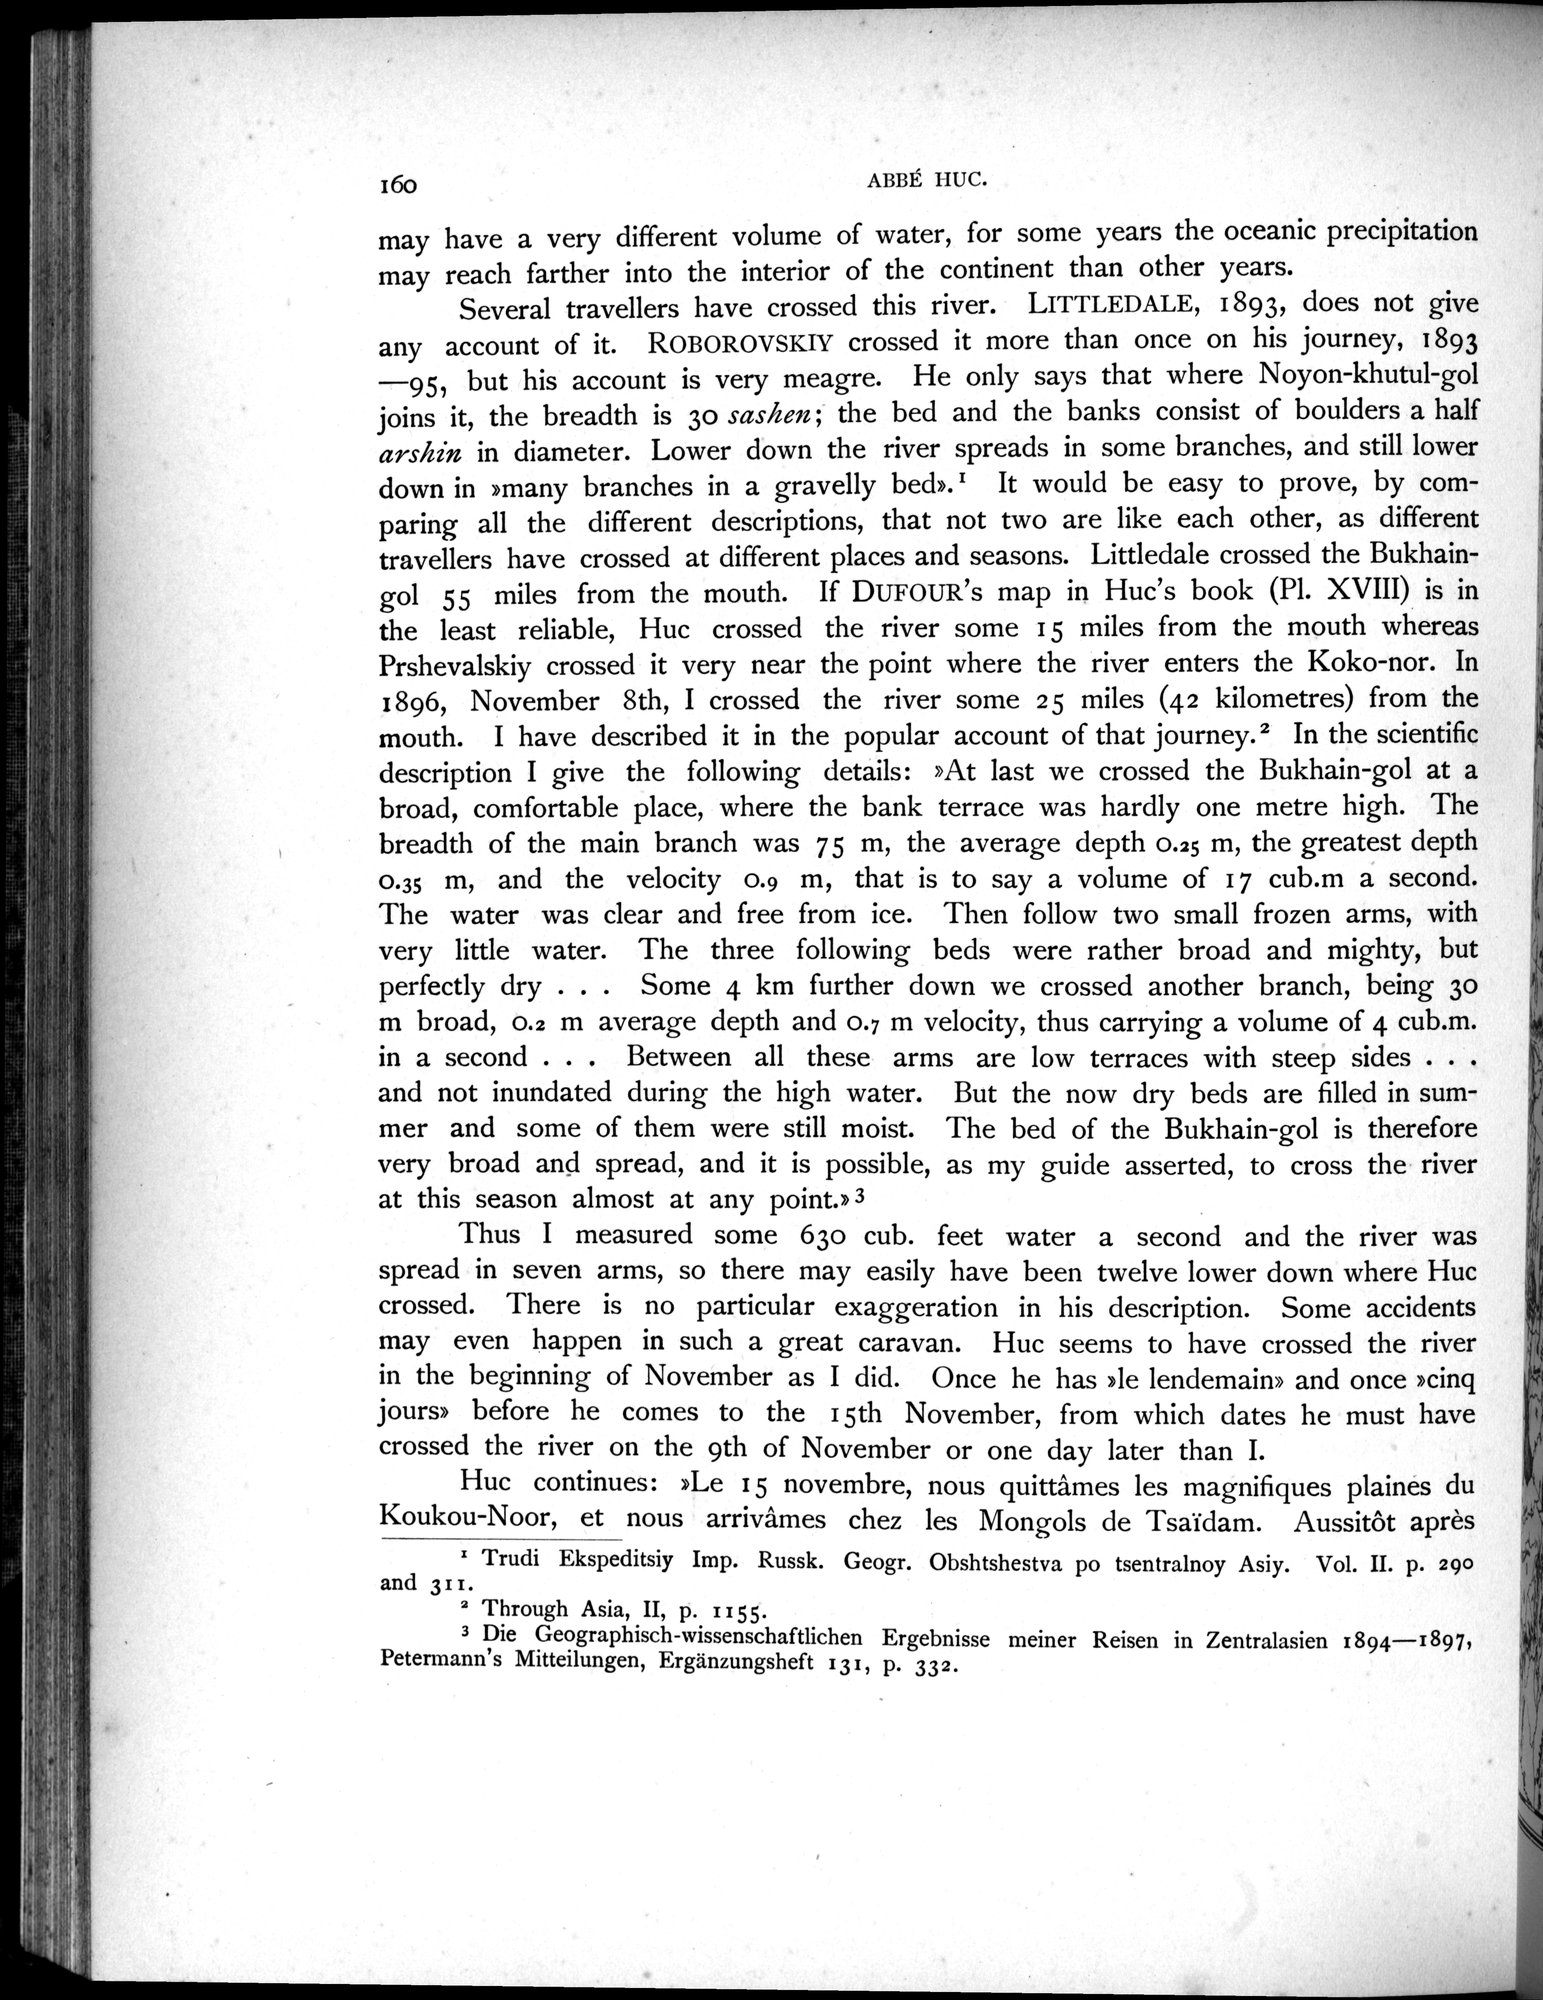 160
ABBÉ HUC.
may have a very different volume of water, for some years the oceanic precipitation
may reach farther into the interior of the continent than other years.
Several travellers have crossed this river. LITTLEDALE, 1893, does not give
any account of it. ROBOROVSKIY crossed it more than once on his journey, 1893
—95, but his account is very meagre. He only says that where Noyon-khutul-gol
joins it, the breadth is 30 sashen; the bed and the banks consist of boulders a half
arshin in diameter. Lower down the river spreads in some branches, and still lower
down in »many branches in a gravelly bed».¹ It would be easy to prove, by com-
paring all the different descriptions, that not two are like each other, as different
travellers have crossed at different places and seasons. Littledale crossed the Bukhain-
gol 55 miles from the mouth. If DUFOUR's map in Huc's book (Pl. XVIII) is in
the least reliable, Huc crossed the river some 15 miles from the mouth whereas
Prshevalskiy crossed it very near the point where the river enters the Koko-nor. In
1896, November 8th, I crossed the river some 25 miles (42 kilometres) from the
mouth. I have described it in the popular account of that journey.² In the scientific
description I give the following details: »At last we crossed the Bukhain-gol at a
broad, comfortable place, where the bank terrace was hardly one metre high. The
breadth of the main branch was 75 m, the average depth 0.25 m, the greatest depth
0.35 m, and the velocity 0.9 m, that is to say a volume of 17 cub.m a second.
The water was clear and free from ice. Then follow two small frozen arms, with
very little water. The three following beds were rather broad and mighty, but
perfectly dry . . . Some 4 km further down we crossed another branch, being 30
m broad, 0.2 m average depth and 0.7 m velocity, thus carrying a volume of 4 cub.m.
in a second . . . Between all these arms are low terraces with steep sides . . .
and not inundated during the high water. But the now dry beds are filled in sum-
mer and some of them were still moist. The bed of the Bukhain-gol is therefore
very broad and spread, and it is possible, as my guide asserted, to cross the river
at this season almost at any point.»³
Thus I measured some 630 cub. feet water a second and the river was
spread in seven arms, so there may easily have been twelve lower down where Huc
crossed. There is no particular exaggeration in his description. Some accidents
may even happen in such a great caravan. Huc seems to have crossed the river
in the beginning of November as I did. Once he has »le lendemain» and once »cinq
jours» before he comes to the 15th November, from which dates he must have
crossed the river on the 9th of November or one day later than I.
Huc continues: »Le 15 novembre, nous quittâmes les magnifiques plaines du
Koukou-Noor, et nous arrivâmes chez les Mongols de Tsaïdam. Aussitôt après
¹ Trudi Ekspeditsiy Imp. Russk. Geogr. Obshtshestva po tsentralnoy Asiy. Vol. II. p. 290
and 311.
² Through Asia, II, p. 1155.
³ Die Geographisch-wissenschaftlichen Ergebnisse meiner Reisen in Zentralasien 1894—1897,
Petermann's Mitteilungen, Ergänzungsheft 131, p. 332.